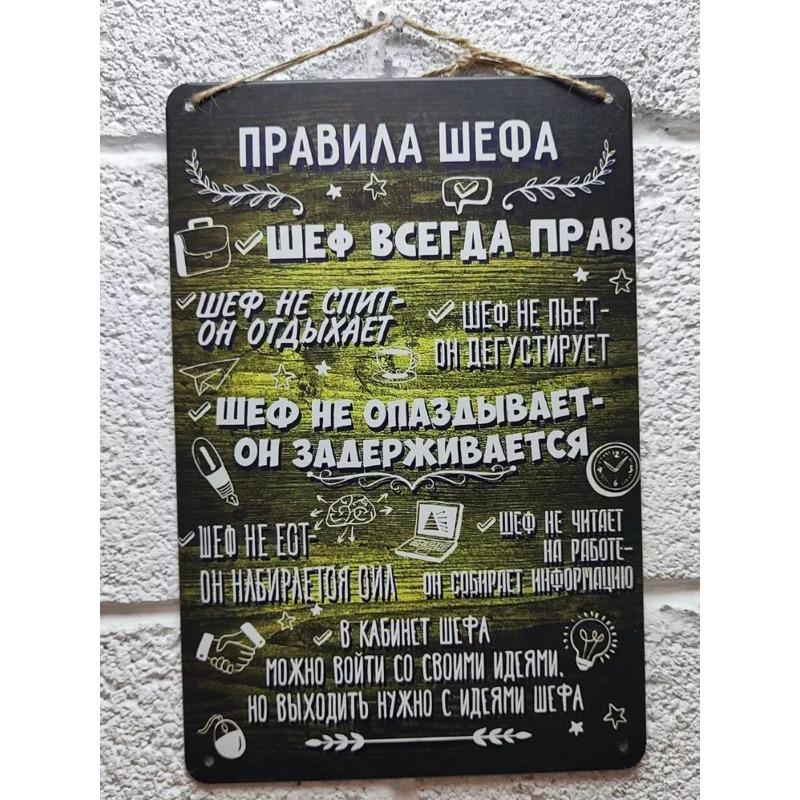 ПРАВИЛА ШЕФА
ШЕФ ВСЕГДА ПРАВ
ШЕФ НЕ СПИТ-
ОН ОТДЫХАЕТ
ШЕФ НЕ ПЬЕТ-
ОН ДЕГУСТИРУЕТ
ШЕФ НЕ ОПАЗДЫВАЕТ-
ОН ЗАДЕРЖИВАЕТСЯ
ШЕФ НЕ ЕСТ-
ОН НАБИРАЕТСЯ СИЛ
ШЕФ НЕ ЧИТАЕТ
НА РАБОТЕ-
ОН СОБИРАЕТ ИНФОРМАЦИЮ
В КАБИНЕТ ШЕФА
МОЖНО ВОЙТИ СО СВОИМИ ИДЕЯМИ,
НО ВЫХОДИТЬ НУЖНО С ИДЕЯМИ ШЕФА